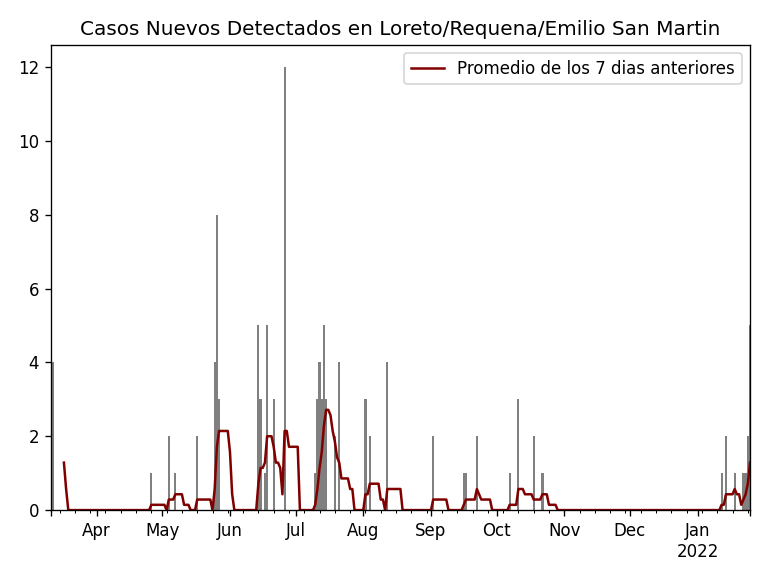 Casos Nuevos Detectados en Loreto/Requena/Emilio San Martin
Promedio de los 7 dias anteriores
12
10
8
6
4
2
0
Apr May Jun Jul Aug Sep Oct Nov Dec Jan
2022